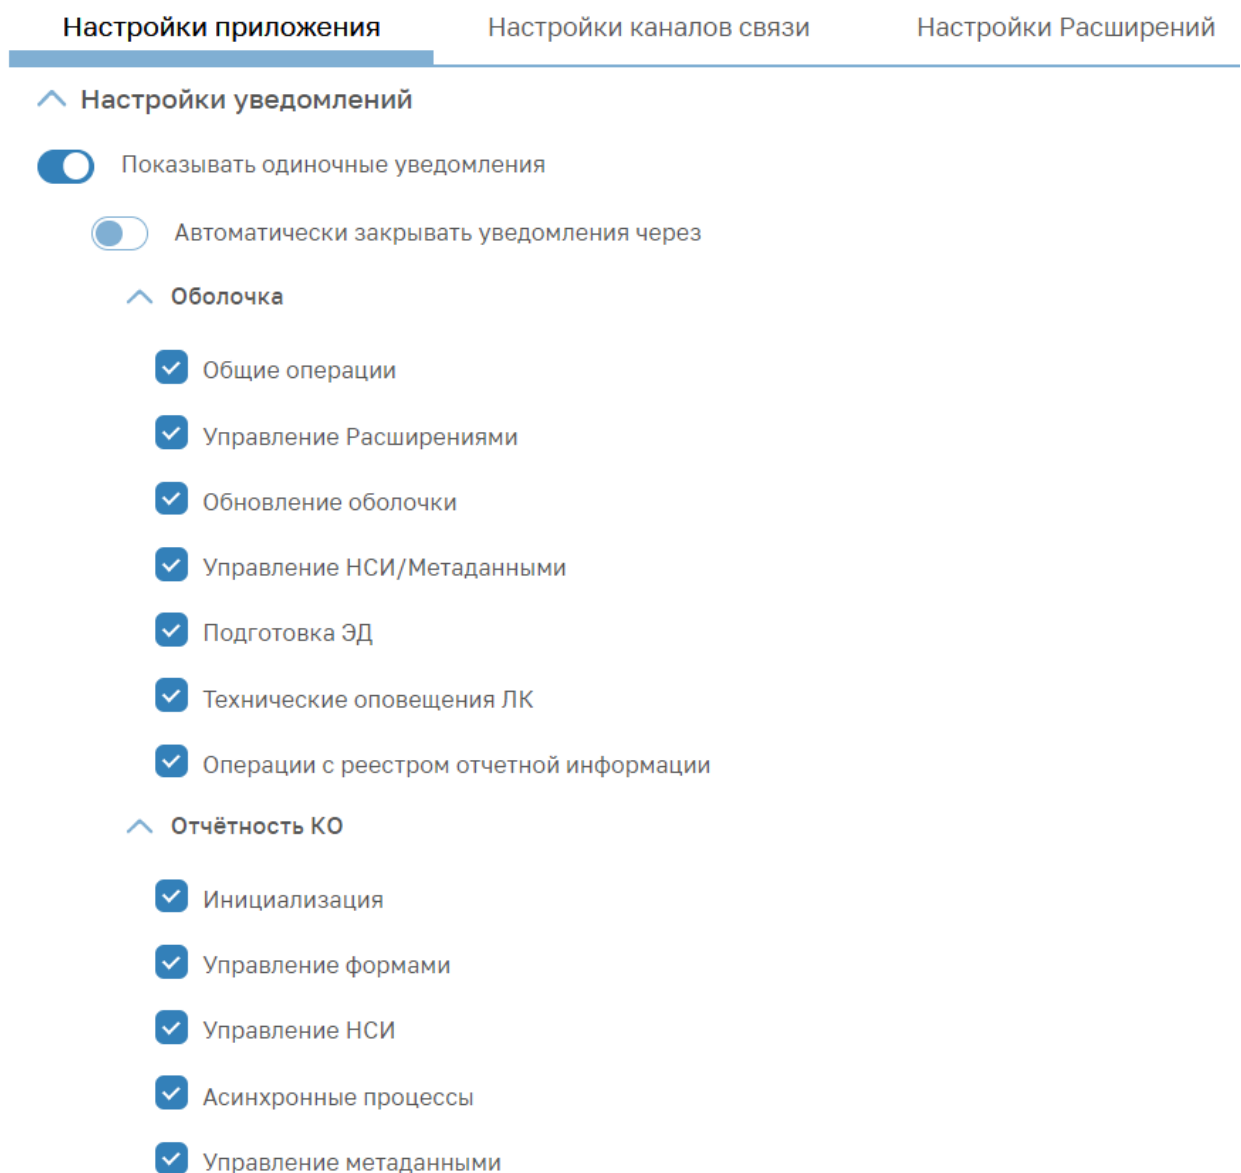 Настройки приложения Настройки каналов связи Настройки Расширений
Настройки уведомлений
Показывать одиночные уведомления
Автоматически закрывать уведомления через
Оболочка
Общие операции
Управление Расширениями
Обновление оболочки
Управление НСИ/Метаданными
Подготовка ЭД
Технические оповещения ЛК
Операции с реестром отчетной информации
Отчётность КО
Инициализация
Управление формами
Управление НСИ
Асинхронные процессы
Управление метаданными